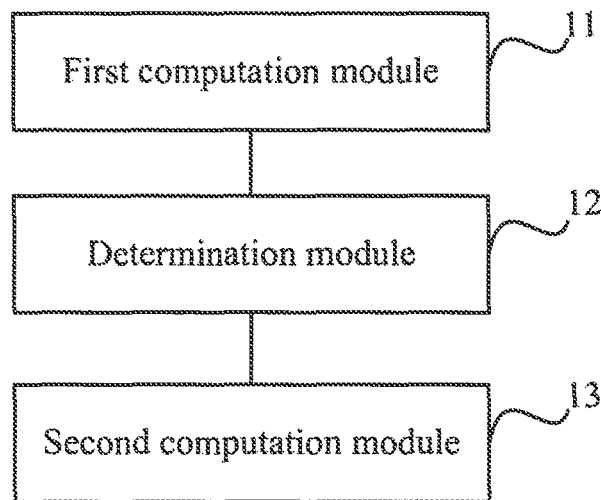 11
First computation module
12
Determination module
13
Second computation module